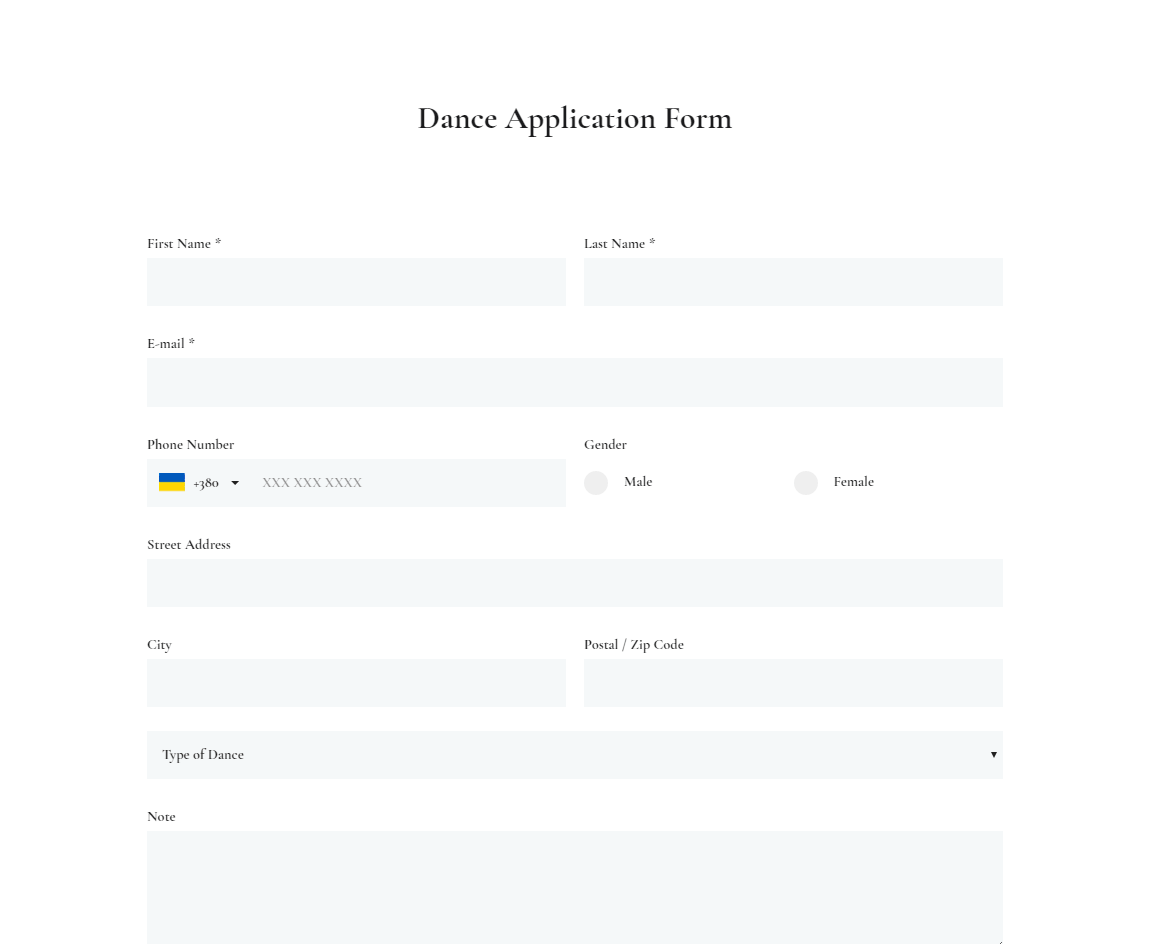 Dance Application Form
First Name *
Last Name *
E-mail *
Phone Number
Gender
+380
XXX XXX XXXX
Male
Female
Street Address
City
Postal / Zip Code
Type of Dance
Note